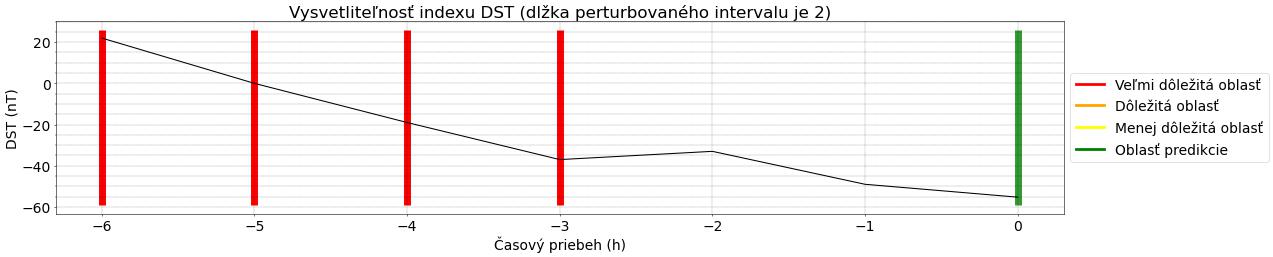 Vysvetliteľnosť indexu DST (dĺžka perturbovaného intervalu je 2)
DST (nT)
20
0
−20
−40
−60
−6 −5 −4 −3 −2 −1 0
Časový priebeh (h)
Veľmi dôležitá oblasť
Dôležitá oblasť
Menej dôležitá oblasť
Oblasť predikcie